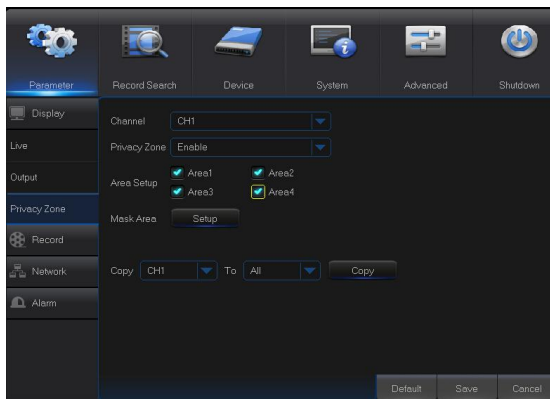 Parameter
Record Search
Device
System
Advanced
Shutdown
Display
Live
Output
Privacy Zone
Record
Network
Alarm
Channel CH1
Privacy Zone Enable
Area Setup Area1 Area2
Area3 Area4
Mask Area Setup
Copy CH1 To All Copy
Default Save Cancel